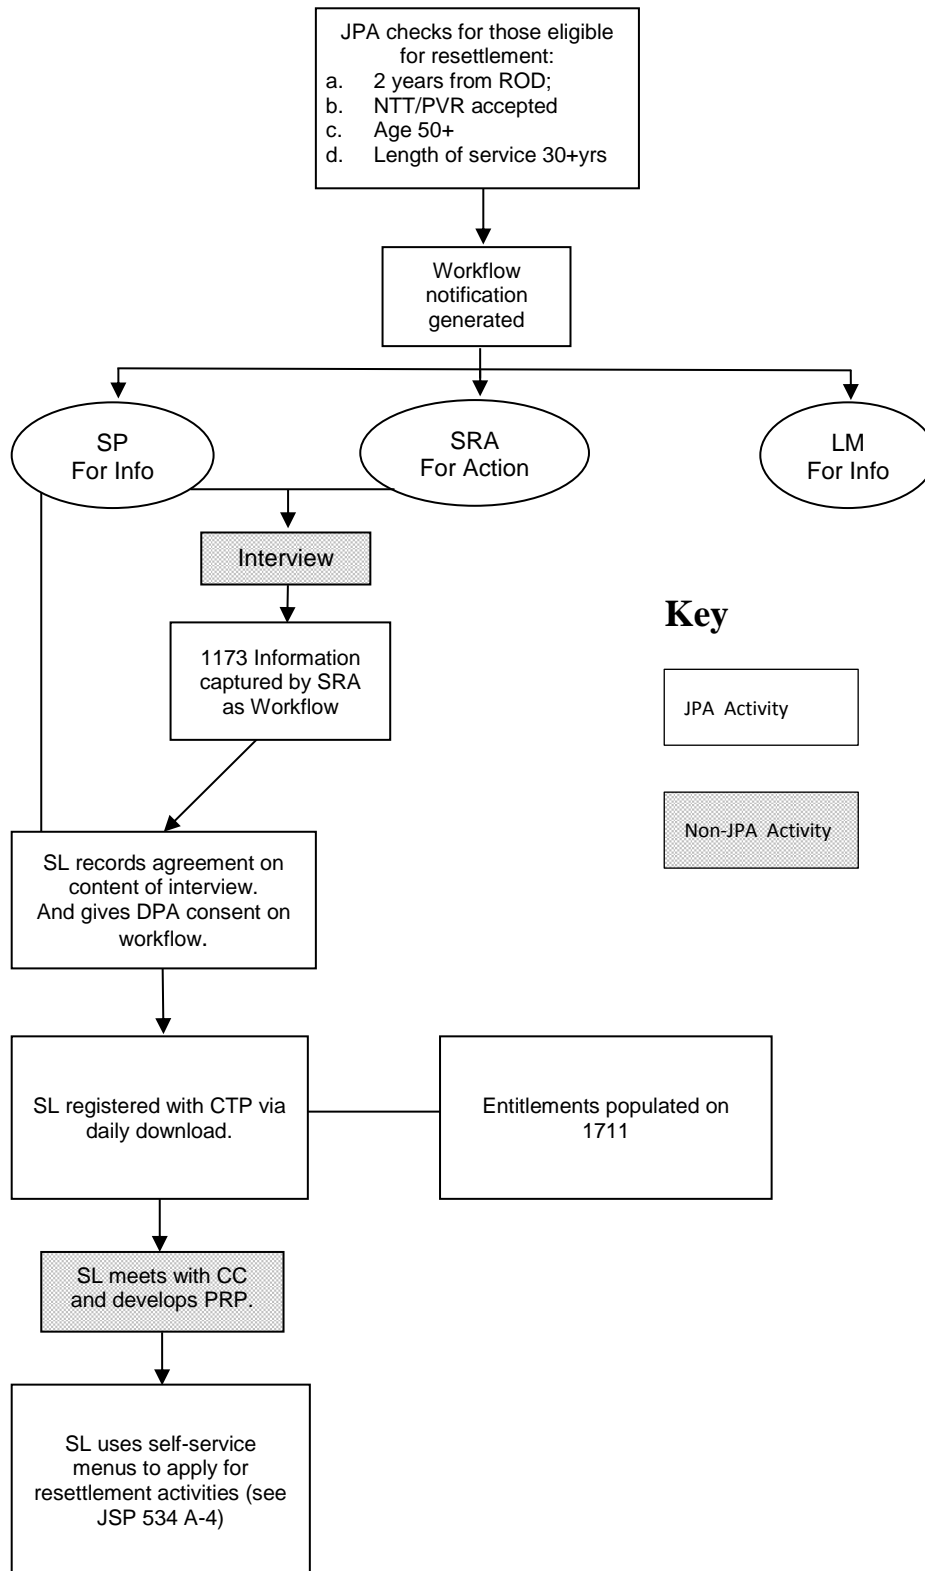 JPA checks for those eligible
for resettlement:
a. 2 years from ROD;
b. NTT/PVR accepted
c. Age 50+
d. Length of service 30+yrs
Workflow
notification
generated
SP
For Info
SRA
For Action
LM
For Info
Interview
1173 Information
captured by SRA
as Workflow
Key
JPA Activity
Non-JPA Activity
SL records agreement on
content of interview.
And gives DPA consent on
workflow.
SL registered with CTP via
daily download.
Entitlements populated on
1711
SL meets with CC
and develops PRP.
SL uses self-service
menus to apply for
resettlement activities (see
JSP 534 A-4)